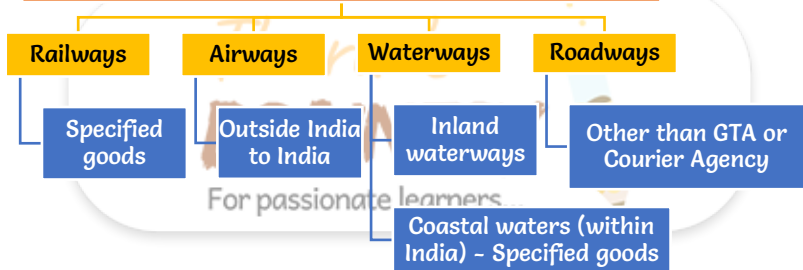 Railways
Airways
Waterways
Roadways
Specified
goods
Outside India
to India
Inland
waterways
Other than GTA or
Courier Agency
Coastal waters (within
India) - Specified goods
For passionate learners...